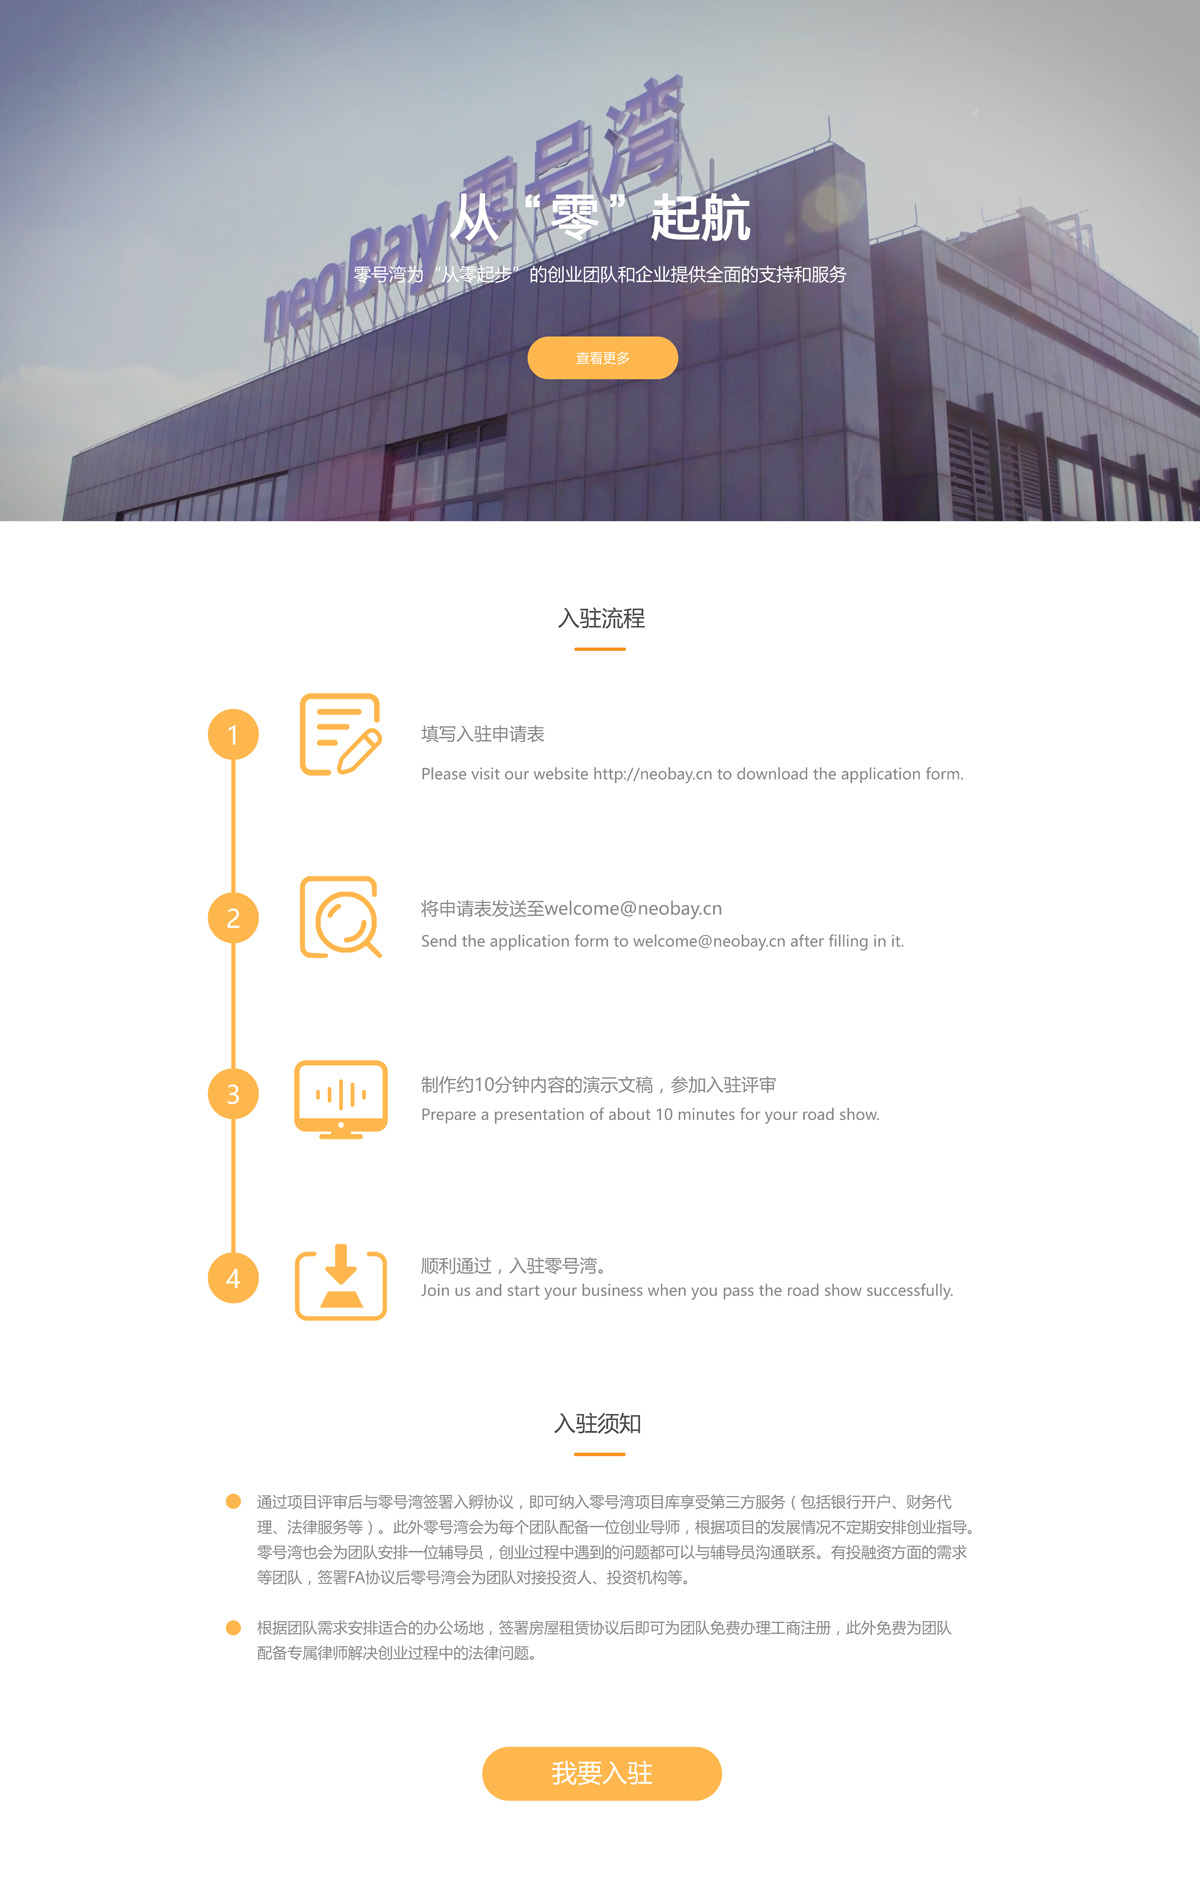 neoBay零号湾
从“零”起航
零号湾为“从零起步”的创业团队和企业提供全面的支持和服务
查看更多
入驻流程
1
填写入驻申请表
Please visit our website http://neobay.cn to download the application form.
2
将申请表发送至welcome@neobay.cn
Send the application form to welcome@neobay.cn after filling in it.
3
制作约10分钟内容的演示文稿，参加入驻评审
Prepare a presentation of about 10 minutes for your road show.
4
顺利通过，入驻零号湾。
Join us and start your business when you pass the road show successfully.
入驻须知
通过项目评审后与零号湾签署入孵协议，即可纳入零号湾项目库享受第三方服务（包括银行开户、财务代
理、法律服务等）。此外零号湾会为每个团队配备一位创业导师，根据项目的发展情况不定期安排创业指导。
零号湾也会为团队安排一位辅导员，创业过程中遇到的问题都可以与辅导员沟通联系。有投融资方面的需求
等团队，签署FA协议后零号湾会为团队对接投资人、投资机构等。
根据团队需求安排适合的办公场地，签署房屋租赁协议后即可为团队免费办理工商注册，此外免费为团队
配备专属律师解决创业过程中的法律问题。
我要入驻